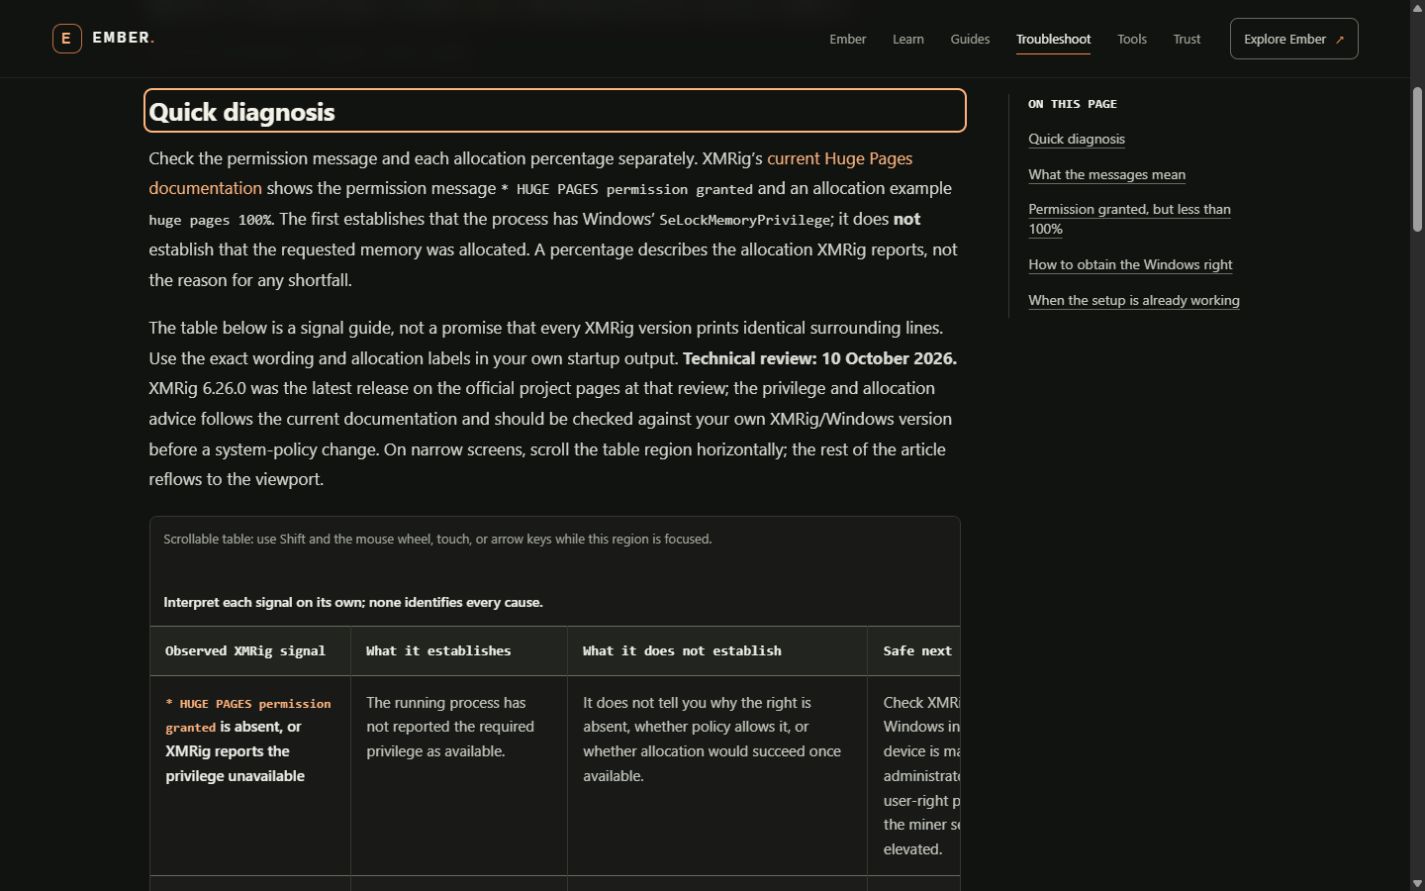 E EMBER.
Ember Learn Guides Troubleshoot Tools Trust Explore Ember ↗
Quick diagnosis
Check the permission message and each allocation percentage separately. XMRig’s current Huge Pages
documentation shows the permission message * HUGE PAGES permission granted and an allocation example
huge pages 100%. The first establishes that the process has Windows’ SeLockMemoryPrivilege; it does not
establish that the requested memory was allocated. A percentage describes the allocation XMRig reports, not
the reason for any shortfall.
The table below is a signal guide, not a promise that every XMRig version prints identical surrounding lines.
Use the exact wording and allocation labels in your own startup output. Technical review: 10 October 2026.
XMRig 6.26.0 was the latest release on the official project pages at that review; the privilege and allocation
advice follows the current documentation and should be checked against your own XMRig/Windows version
before a system-policy change. On narrow screens, scroll the table region horizontally; the rest of the article
reflows to the viewport.
Scrollable table: use Shift and the mouse wheel, touch, or arrow keys while this region is focused.
Interpret each signal on its own; none identifies every cause.
Observed XMRig signal
What it establishes
What it does not establish
Safe next
* HUGE PAGES permission
granted is absent, or
XMRig reports the
privilege unavailable
The running process has
not reported the required
privilege as available.
It does not tell you why the right is
absent, whether policy allows it, or
whether allocation would succeed once
available.
Check XMRi
Windows in
device is ma
administrato
user-right p
the miner se
elevated.
ON THIS PAGE
Quick diagnosis
What the messages mean
Permission granted, but less than
100%
How to obtain the Windows right
When the setup is already working